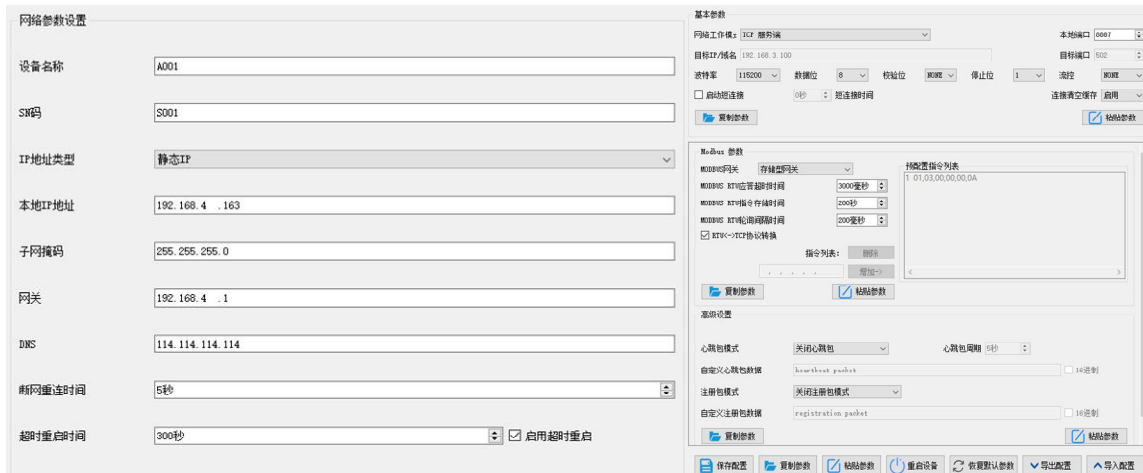 网络参数设置
设备名称 A001
SN码 S001
IP地址类型 静态IP
本地IP地址 192.168.4 .163
子网掩码 255.255.255.0
网关 192.168.4 .1
DNS 114.114.114.114
断网重连时间 5秒
超时重启时间 300秒 启用超时重启
基本参数
网络工作模: TCP 服务端 本地端口 8887
目标IP/域名 192.168.3.100 目标端口 502
波特率 115200 数据位 8 校验位 NONE 停止位 1 流控 NONE
启动短连接 0秒 短连接时间 连接清空缓存 启用
复制参数 粘贴参数
Modbus 参数
MODBUS网关 存储型网关
MODBUS RTU应答超时时间 3000毫秒
MODBUS RTU指令存储时间 200秒
MODBUS RTU轮询间隔时间 200毫秒
RTU<->TCP协议转换
指令列表: 删除
, , , , , 增加->
预配置指令列表
1 01,03,00,00,00,0A
复制参数 粘贴参数
高级设置
心跳包模式 关闭心跳包 心跳包周期 5秒
自定义心跳包数据 heartbeat packet 16进制
注册包模式 关闭注册包模式
自定义注册包数据 registration packet 16进制
复制参数 粘贴参数
保存配置 复制参数 粘贴参数 重启设备 恢复默认参数 导出配置 导入配置